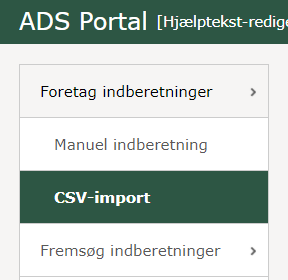 ADS Portal [Hjælptekst-redige
Foretag indberetninger
Manuel indberetning
CSV-import
Fremsøg indberetninger